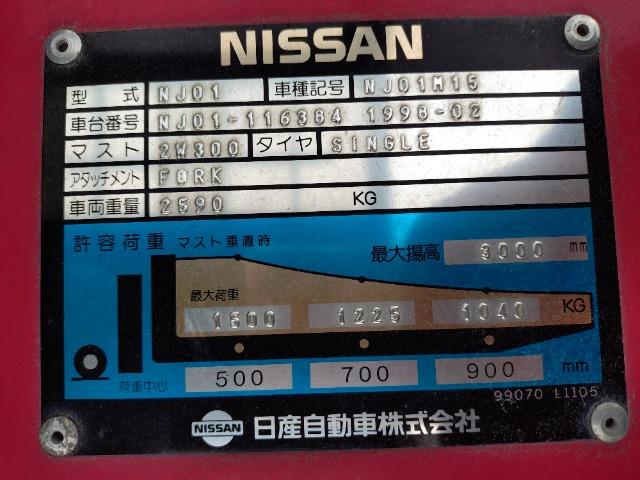 NISSAN
型式 NJ01 車種記号 NJ01M15
車台番号 NJ01-116384 1998-02
マスト 2W300 タイヤ SINGLE
アタッチメント FORK
車両重量 2590 KG
許容荷重 マスト垂直時 最大揚高 3000 mm
最大荷重
1500 1225 1040 KG
荷重中心 500 700 900 mm
99070 L1105
NISSAN 日産自動車株式会社